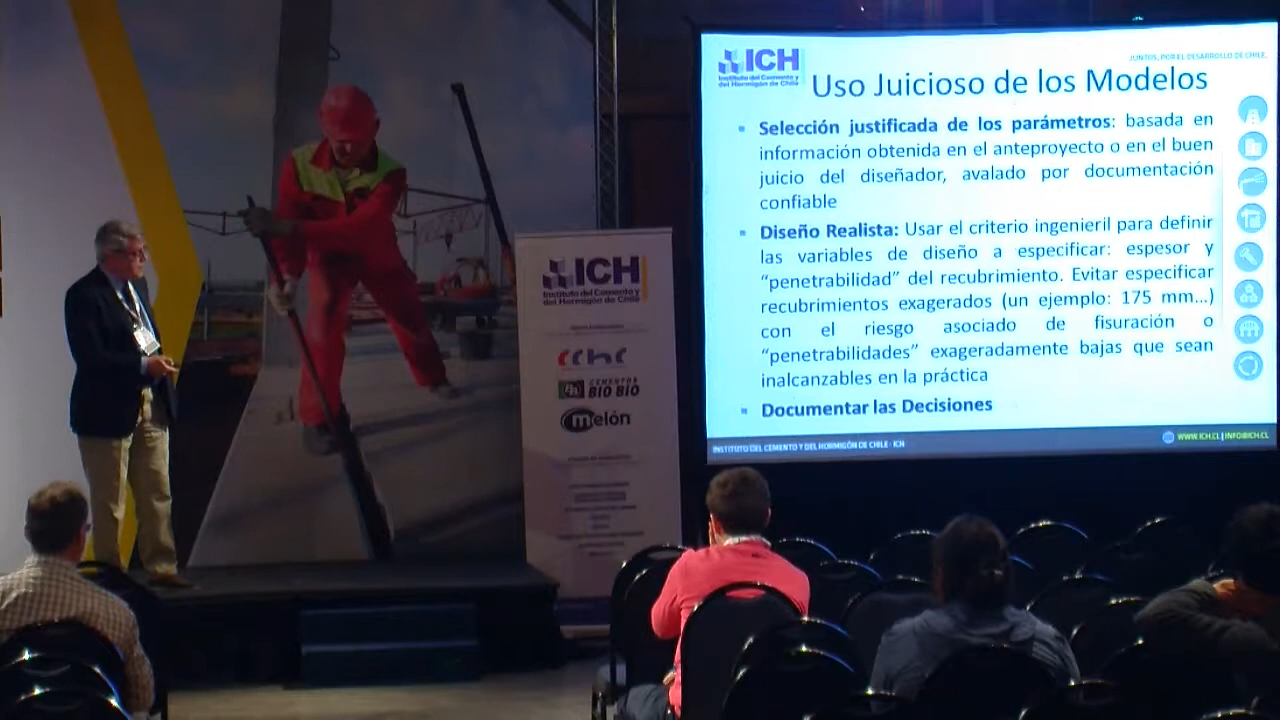 ICH
Instituto del Cemento y
del Hormigón de Chile
JUNTOS, POR EL DESARROLLO DE CHILE.
Uso Juicioso de los Modelos
▪ Selección justificada de los parámetros: basada en
información obtenida en el anteproyecto o en el buen
juicio del diseñador, avalado por documentación
confiable
▪ Diseño Realista: Usar el criterio ingenieril para definir
las variables de diseño a especificar: espesor y
“penetrabilidad” del recubrimiento. Evitar especificar
recubrimientos exagerados (un ejemplo: 175 mm...)
con el riesgo asociado de fisuración o
“penetrabilidades” exageradamente bajas que sean
inalcanzables en la práctica
▪ Documentar las Decisiones
INSTITUTO DEL CEMENTO Y DEL HORMIGÓN DE CHILE - ICH
WWW.ICH.CL | INFO@ICH.CL
ICH
Instituto del Cemento y
del Hormigón de Chile
cchc
CEMENTOS
BIO BIO
melón